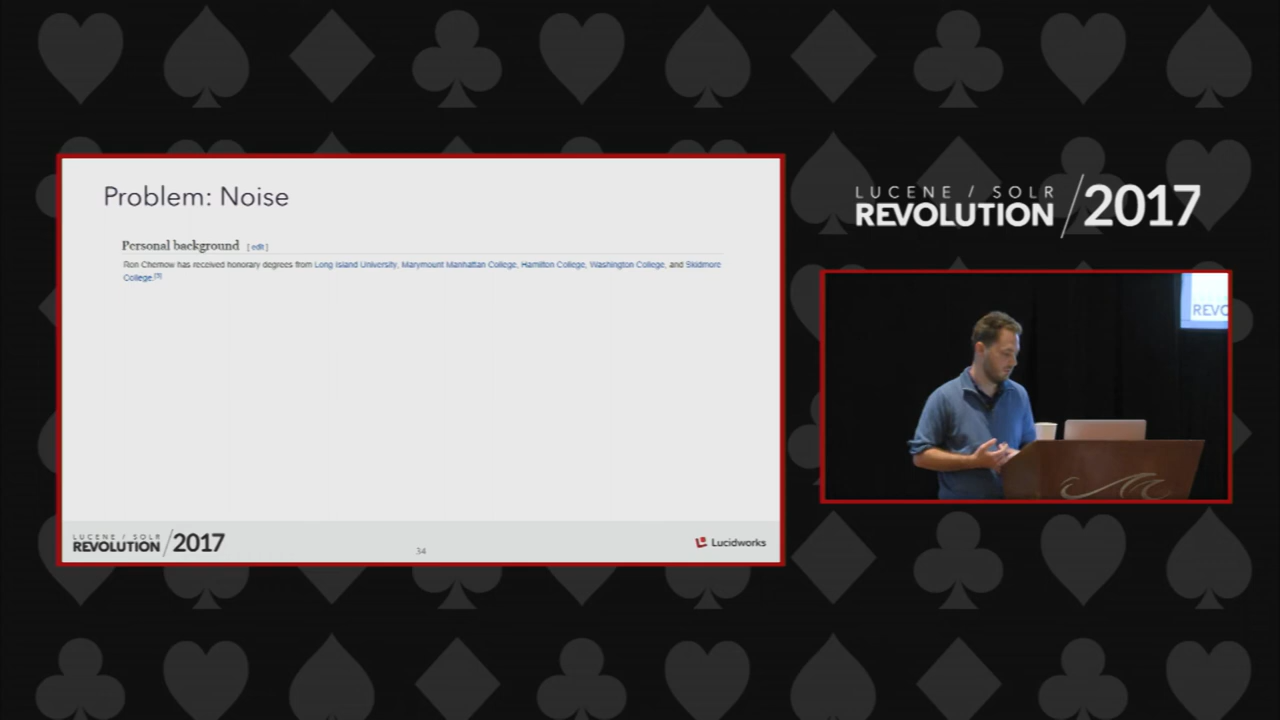 Problem: Noise
Personal background [ edit ]
Ron Chernow has received honorary degrees from Long Island University, Marymount Manhattan College, Hamilton College, Washington College, and Skidmore
College.
LUCENE / SOLR
REVOLUTION /2017
34
Lucidworks
LUCENE / SOLR
REVOLUTION /2017
REVO